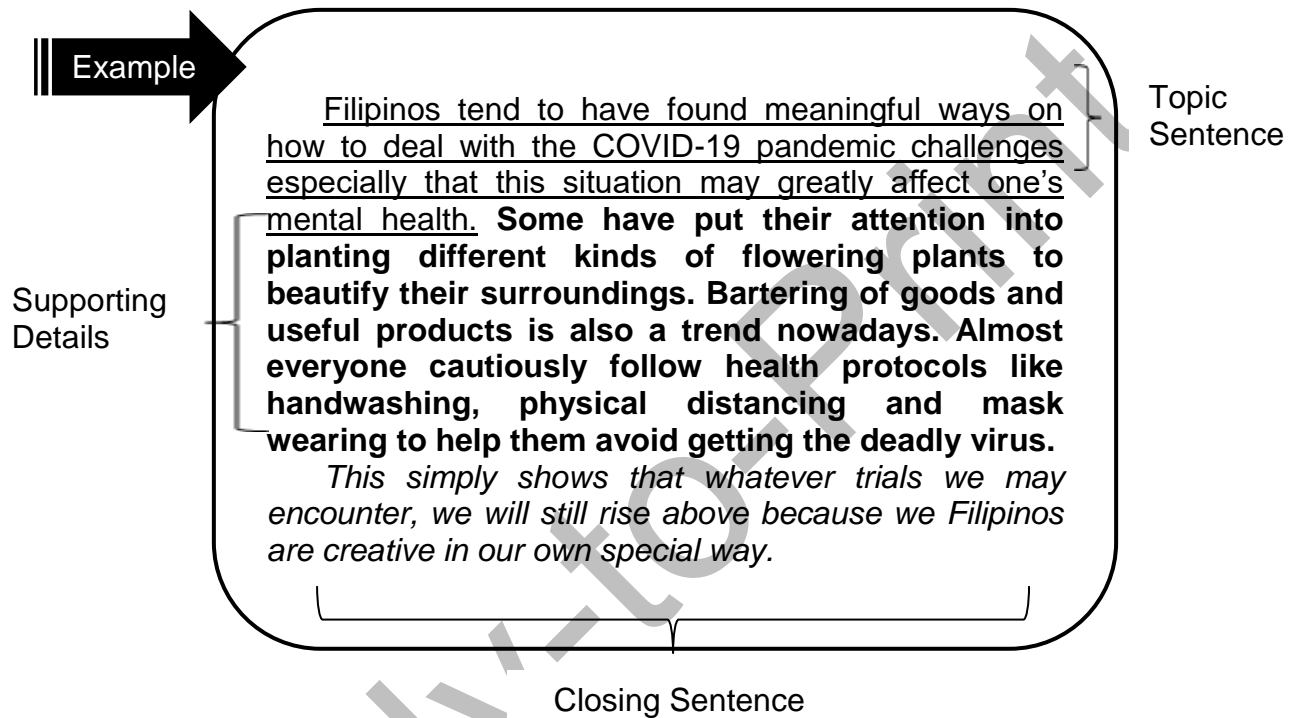 Example
Filipinos tend to have found meaningful ways on
how to deal with the COVID-19 pandemic challenges
especially that this situation may greatly affect one's
mental health. Some have put their attention into
planting different kinds of flowering plants to
beautify their surroundings. Bartering of goods and
useful products is also a trend nowadays. Almost
everyone cautiously follow health protocols like
handwashing, physical distancing and mask
wearing to help them avoid getting the deadly virus.
This simply shows that whatever trials we may
encounter, we will still rise above because we Filipinos
are creative in our own special way.
Topic
Sentence
Supporting
Details
Closing Sentence
y-to-Print